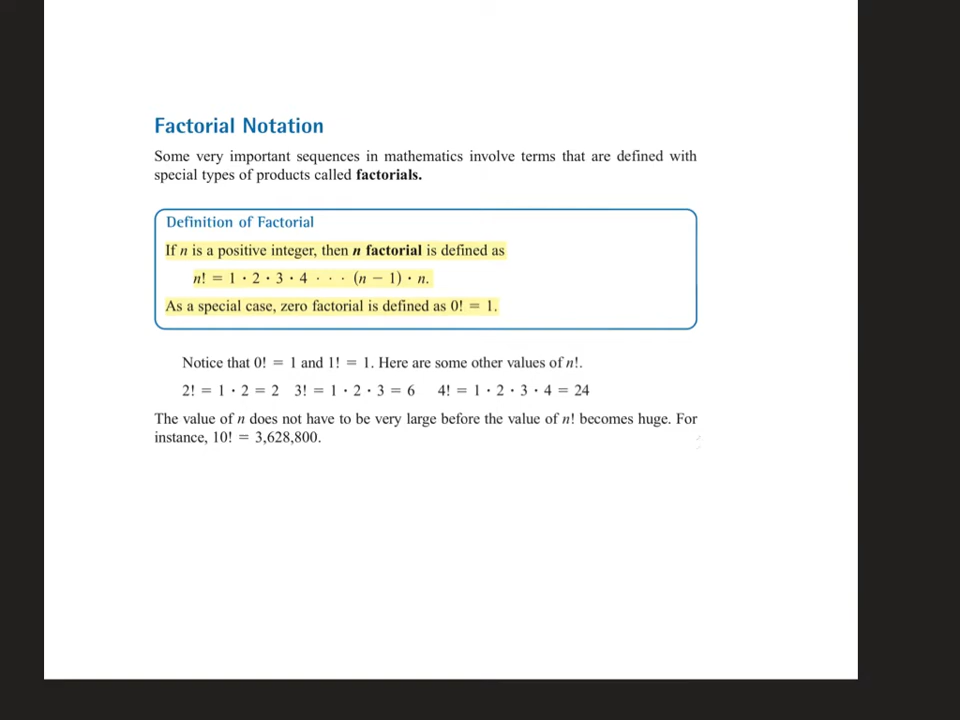 Factorial Notation
Some very important sequences in mathematics involve terms that are defined with
special types of products called factorials.
Definition of Factorial
If n is a positive integer, then n factorial is defined as
n! = 1 · 2 · 3 · 4 · · · (n − 1) · n.
As a special case, zero factorial is defined as 0! = 1.
Notice that 0! = 1 and 1! = 1. Here are some other values of n!.
2! = 1 · 2 = 2 3! = 1 · 2 · 3 = 6 4! = 1 · 2 · 3 · 4 = 24
The value of n does not have to be very large before the value of n! becomes huge. For
instance, 10! = 3,628,800.